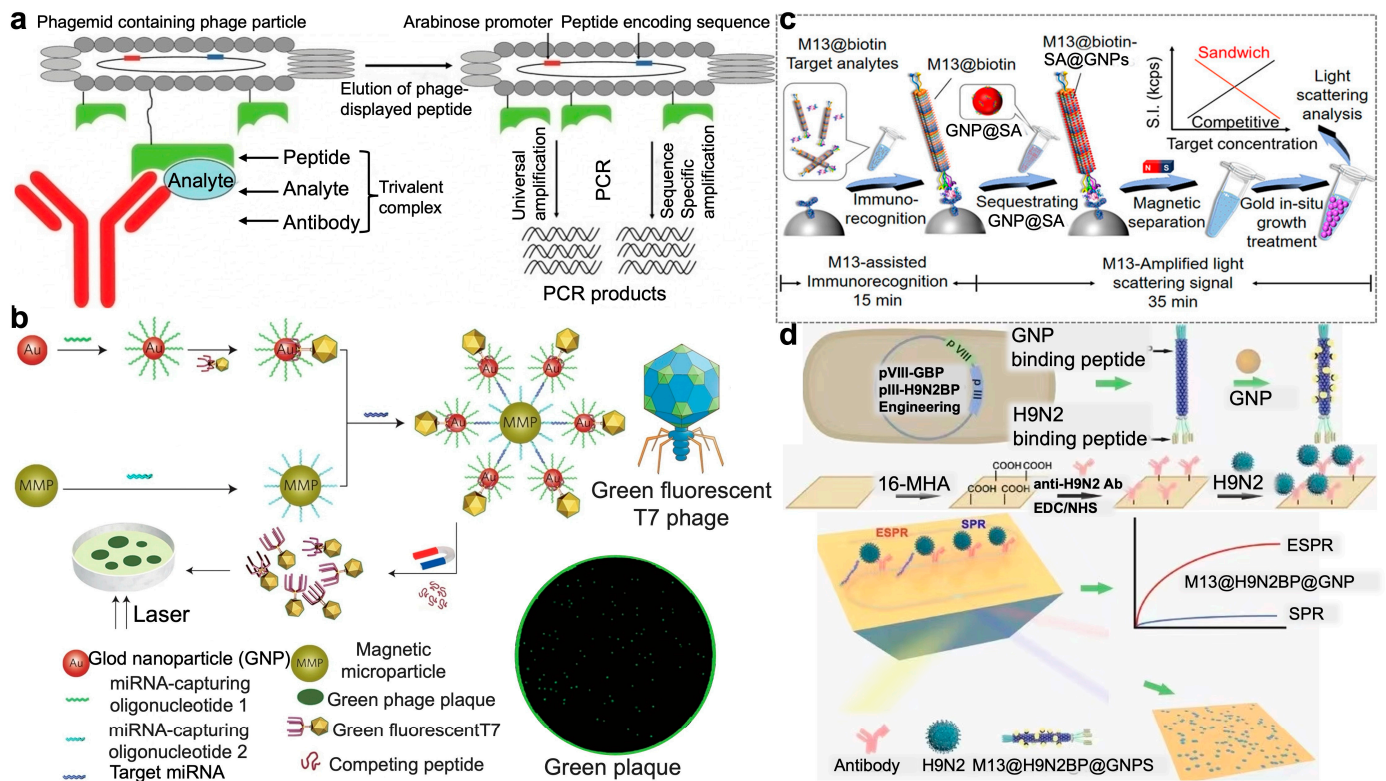 a
Phagemid containing phage particle
Arabinose promoter
Peptide encoding sequence
Elution of phage-
displayed peptide
Analyte
Peptide
Analyte
Antibody
Trivalent
complex
Universal
amplification
PCR
Sequence
Specific
amplification
PCR products
b
Au
Au
Au
MMP
MMP
Au
Au
Au
Au
Au
Au
MMP
Green fluorescent
T7 phage
Laser
Au
Glod nanoparticle (GNP)
miRNA-capturing
oligonucleotide 1
miRNA-capturing
oligonucleotide 2
Target miRNA
MMP
Magnetic
microparticle
Green phage plaque
Green fluorescentT7
Competing peptide
Green plaque
c
M13@biotin
Target analytes
M13@biotin
GNP@SA
M13@biotin-
SA@GNPs
S.I. (kcps)
Sandwich
Competitive
Target concentration
Light
scattering
analysis
Immuno-
recognition
Sequestrating
GNP@SA
N S
Magnetic
separation
Gold in-situ
growth
treatment
M13-assisted
Immunorecognition
15 min
M13-Amplified light
scattering signal
35 min
d
pVIII-GBP
pIII-H9N2BP
Engineering
p VIII
p III
GNP
binding peptide
H9N2
binding peptide
GNP
16-MHA
COOH COOH
COOH COOH
anti-H9N2 Ab
EDC/NHS
H9N2
ESPR
SPR
ESPR
M13@H9N2BP@GNP
SPR
Antibody
H9N2
M13@H9N2BP@GNPS